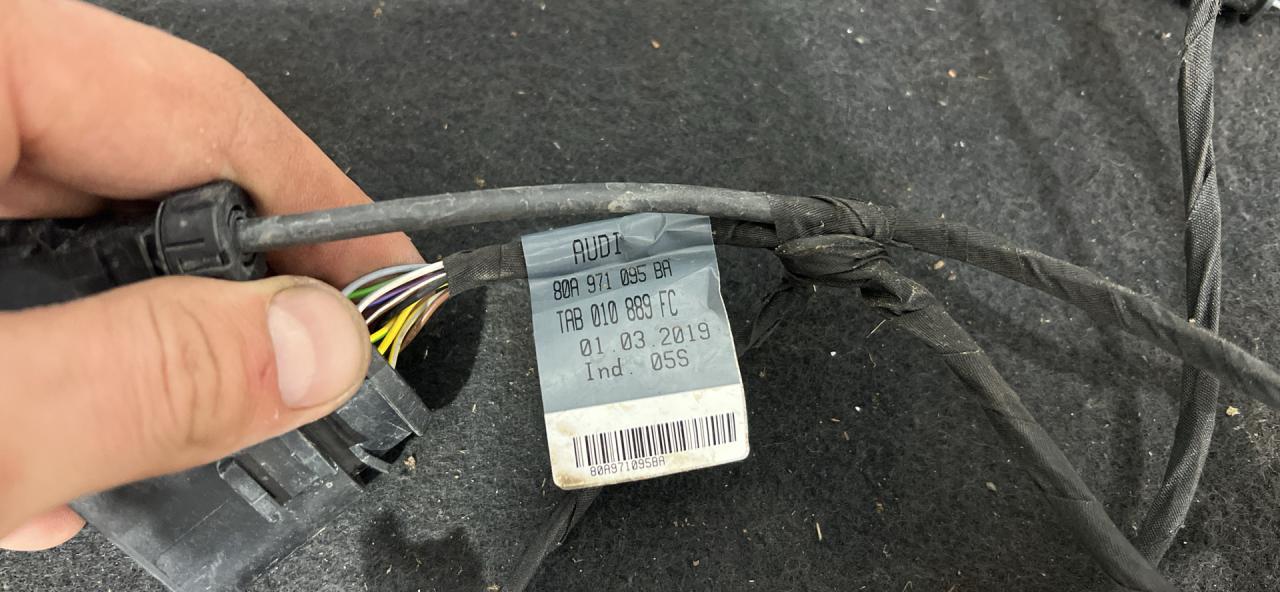 AUDI
80A 971 095 BA
TAB 010 889 FC
01.03.2019
Ind. 05S
80A971095BA